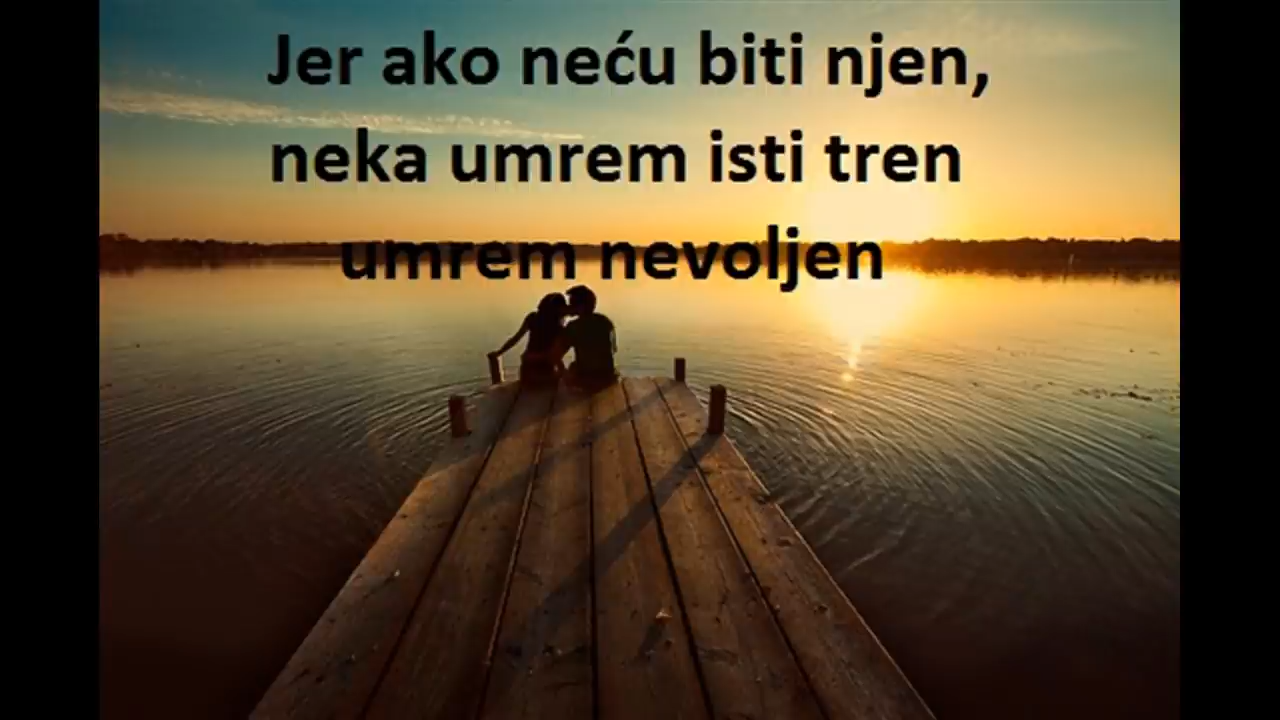 Jer ako neću biti njen,
neka umrem isti tren
umrem nevoljen